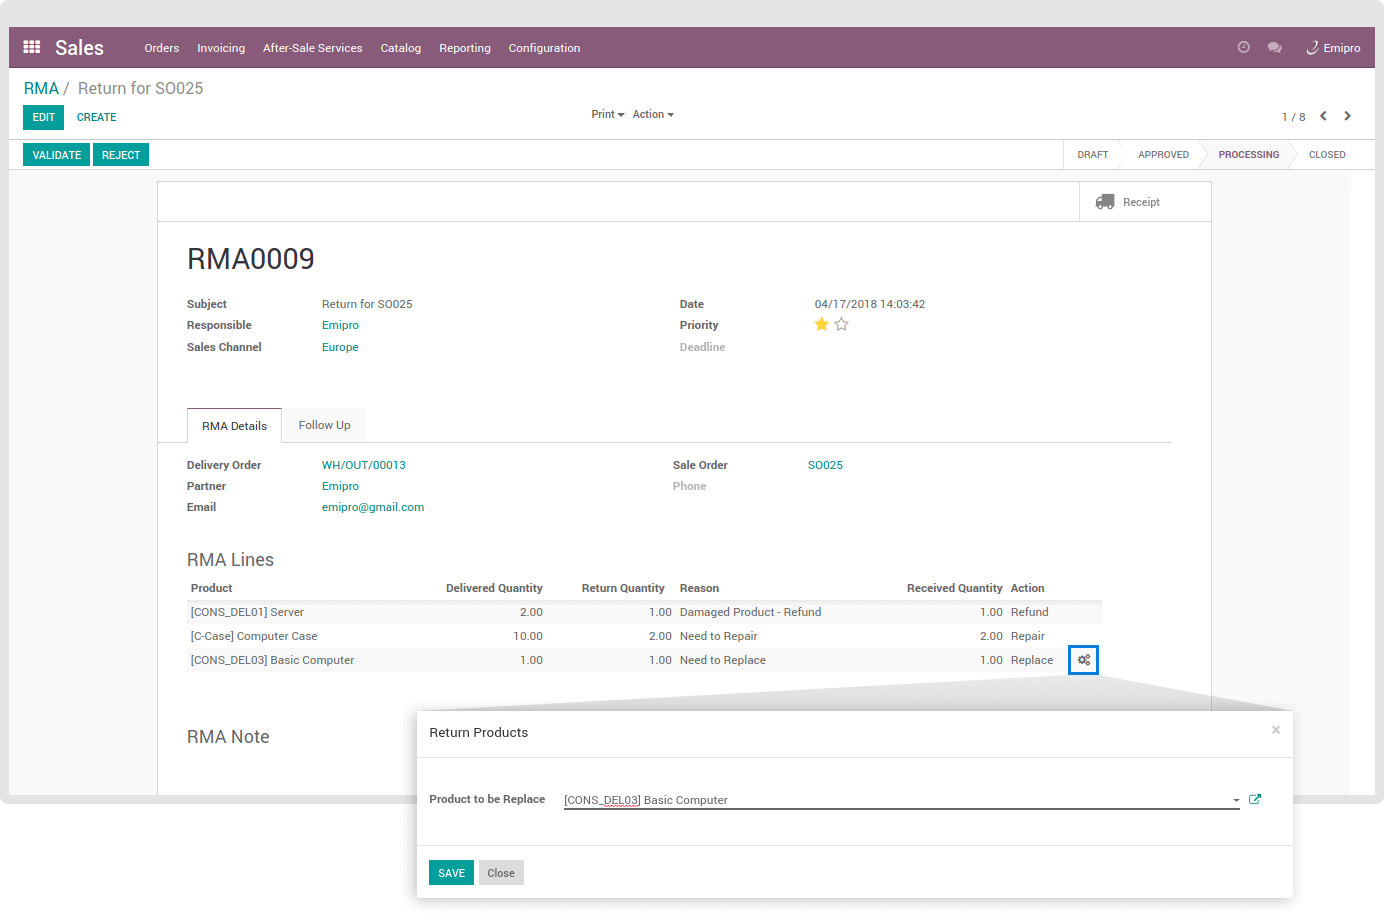 Sales Orders Invoicing After-Sale Services Catalog Reporting Configuration Emipro
RMA / Return for SO025
EDIT CREATE Print Action 1 / 8
VALIDATE REJECT DRAFT APPROVED PROCESSING CLOSED
Receipt
RMA0009
Subject Return for SO025 Date 04/17/2018 14:03:42
Responsible Emipro Priority
Sales Channel Europe Deadline
RMA Details Follow Up
Delivery Order WH/OUT/00013 Sale Order SO025
Partner Emipro Phone
Email emipro@gmail.com
RMA Lines
Product Delivered Quantity Return Quantity Reason Received Quantity Action
[CONS_DEL01] Server 2.00 1.00 Damaged Product - Refund 1.00 Refund
[C-Case] Computer Case 10.00 2.00 Need to Repair 2.00 Repair
[CONS_DEL03] Basic Computer 1.00 1.00 Need to Replace 1.00 Replace
RMA Note
Return Products ×
Product to be Replace [CONS_DEL03] Basic Computer
SAVE Close